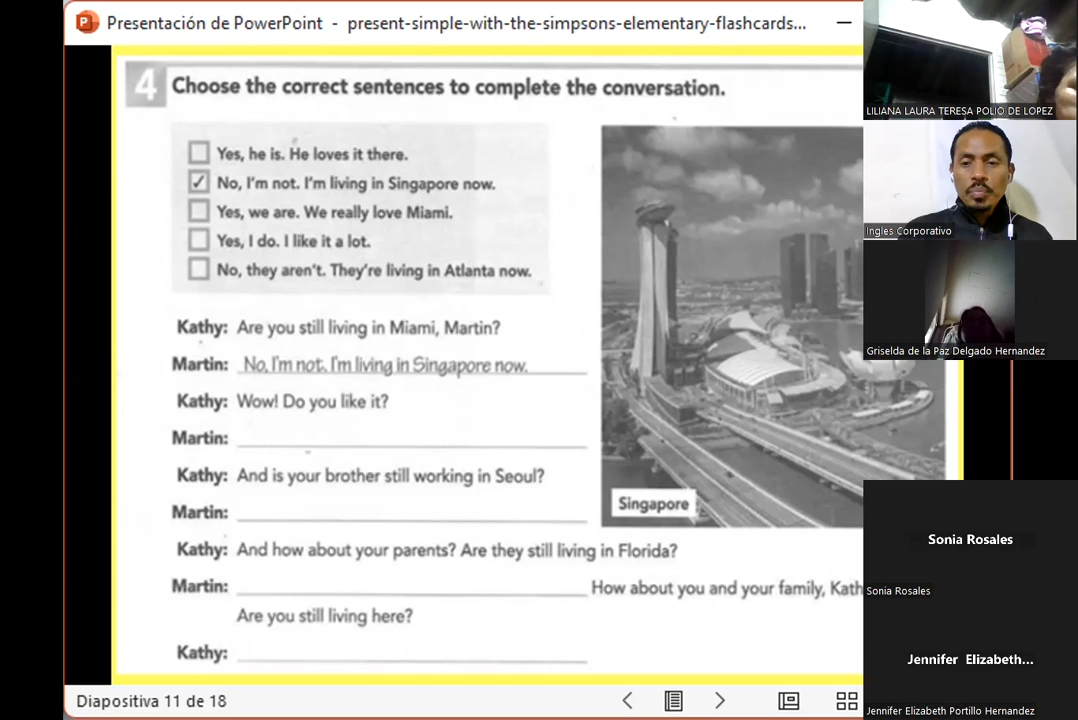 Presentación de PowerPoint - present-simple-with-the-simpsons-elementary-flashcards...
4 Choose the correct sentences to complete the conversation.
Yes, he is. He loves it there.
✓ No, I'm not. I'm living in Singapore now.
Yes, we are. We really love Miami.
Yes, I do. I like it a lot.
No, they aren't. They're living in Atlanta now.
Kathy: Are you still living in Miami, Martin?
Martin: No, I'm not. I'm living in Singapore now.
Kathy: Wow! Do you like it?
Martin:
Kathy: And is your brother still working in Seoul?
Martin:
Kathy: And how about your parents? Are they still living in Florida?
Martin: How about you and your family, Kath
Are you still living here?
Kathy:
Singapore
Diapositiva 11 de 18
LILIANA LAURA TERESA POLIO DE LOPEZ
Ingles Corporativo
Griselda de la Paz Delgado Hernandez
Sonia Rosales
Sonia Rosales
Jennifer Elizabeth...
Jennifer Elizabeth Portillo Hernandez